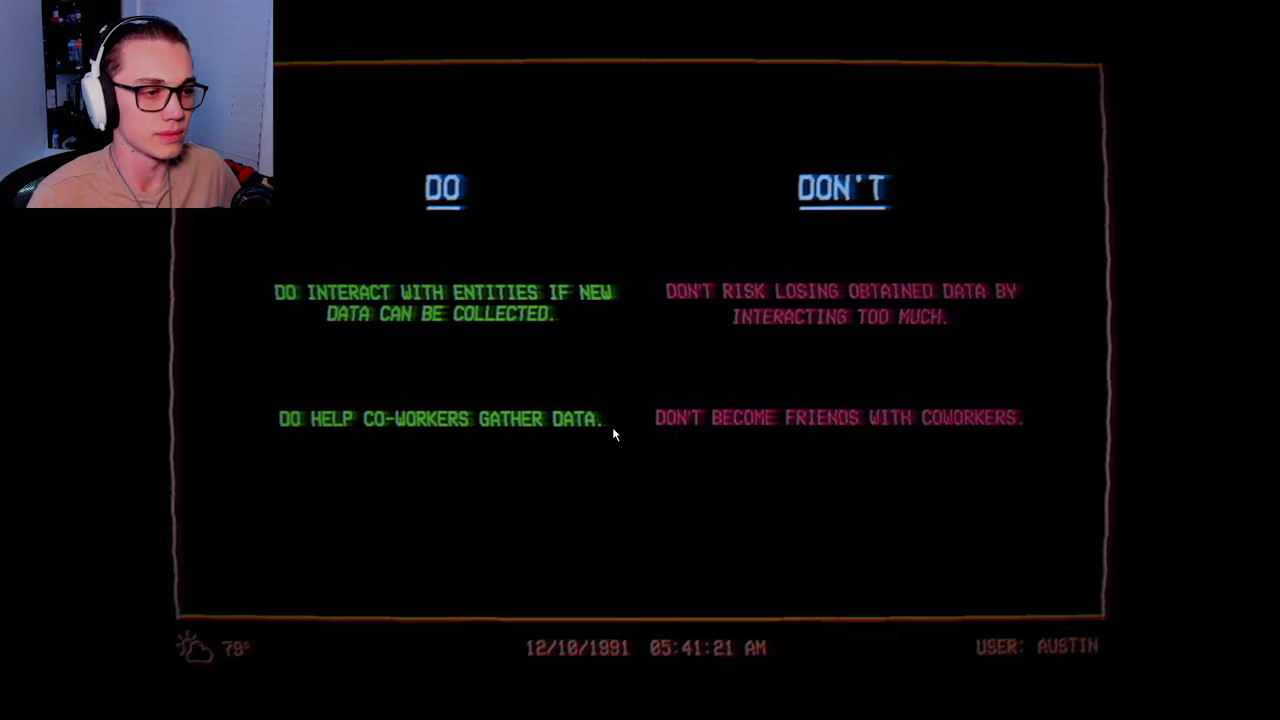 DO
DON'T
DO INTERACT WITH ENTITIES IF NEW
DATA CAN BE COLLECTED.
DON'T RISK LOSING OBTAINED DATA BY
INTERACTING TOO MUCH.
DO HELP CO-WORKERS GATHER DATA.
DON'T BECOME FRIENDS WITH COWORKERS.
79°
12/10/1991 05:41:21 AM
USER: AUSTIN